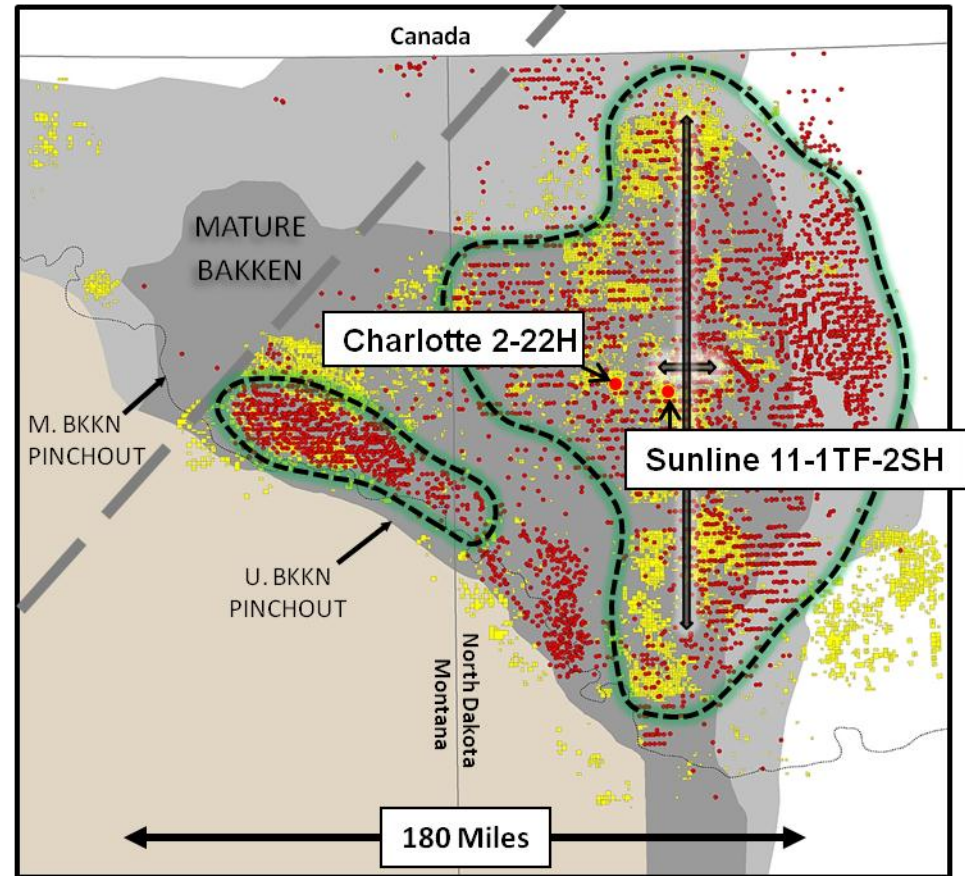 Canada
MATURE
BAKKEN
Charlotte 2-22H
M. BKKN
PINCHOUT
Sunline 11-1TF-2SH
U. BKKN
PINCHOUT
North Dakota
Montana
180 Miles